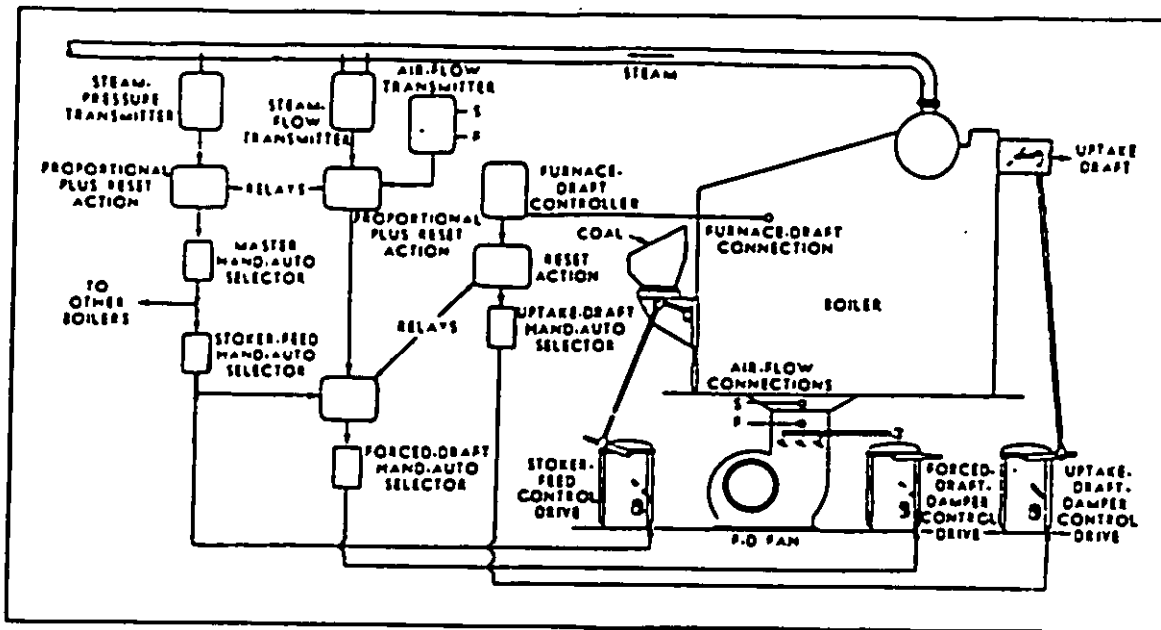 STEAM
STEAM-
PRESSURE
TRANSMITTER
STEAM-
FLOW
TRANSMITTER
AIR-FLOW
TRANSMITTER
S
P
UPTAKE
DRAFT
PROPORTIONAL
PLUS RESET
ACTION
RELAYS
PROPORTIONAL
PLUS RESET
ACTION
FURNACE-
DRAFT
CONTROLLER
FURNACE-DRAFT
CONNECTION
COAL
MASTER
HAND-AUTO
SELECTOR
RESET
ACTION
TO
OTHER
BOILERS
RELAYS
UPTAKE-DRAFT
HAND-AUTO
SELECTOR
BOILER
STOKER-FEED
HAND-AUTO
SELECTOR
AIR-FLOW
CONNECTIONS
S
P
FORCED-DRAFT
HAND-AUTO
SELECTOR
STOKER-
FEED
CONTROL
DRIVE
F-D FAN
FORCED-
DRAFT-
DAMPER
CONTROL
DRIVE
UPTAKE-
DRAFT-
DAMPER
CONTROL
DRIVE